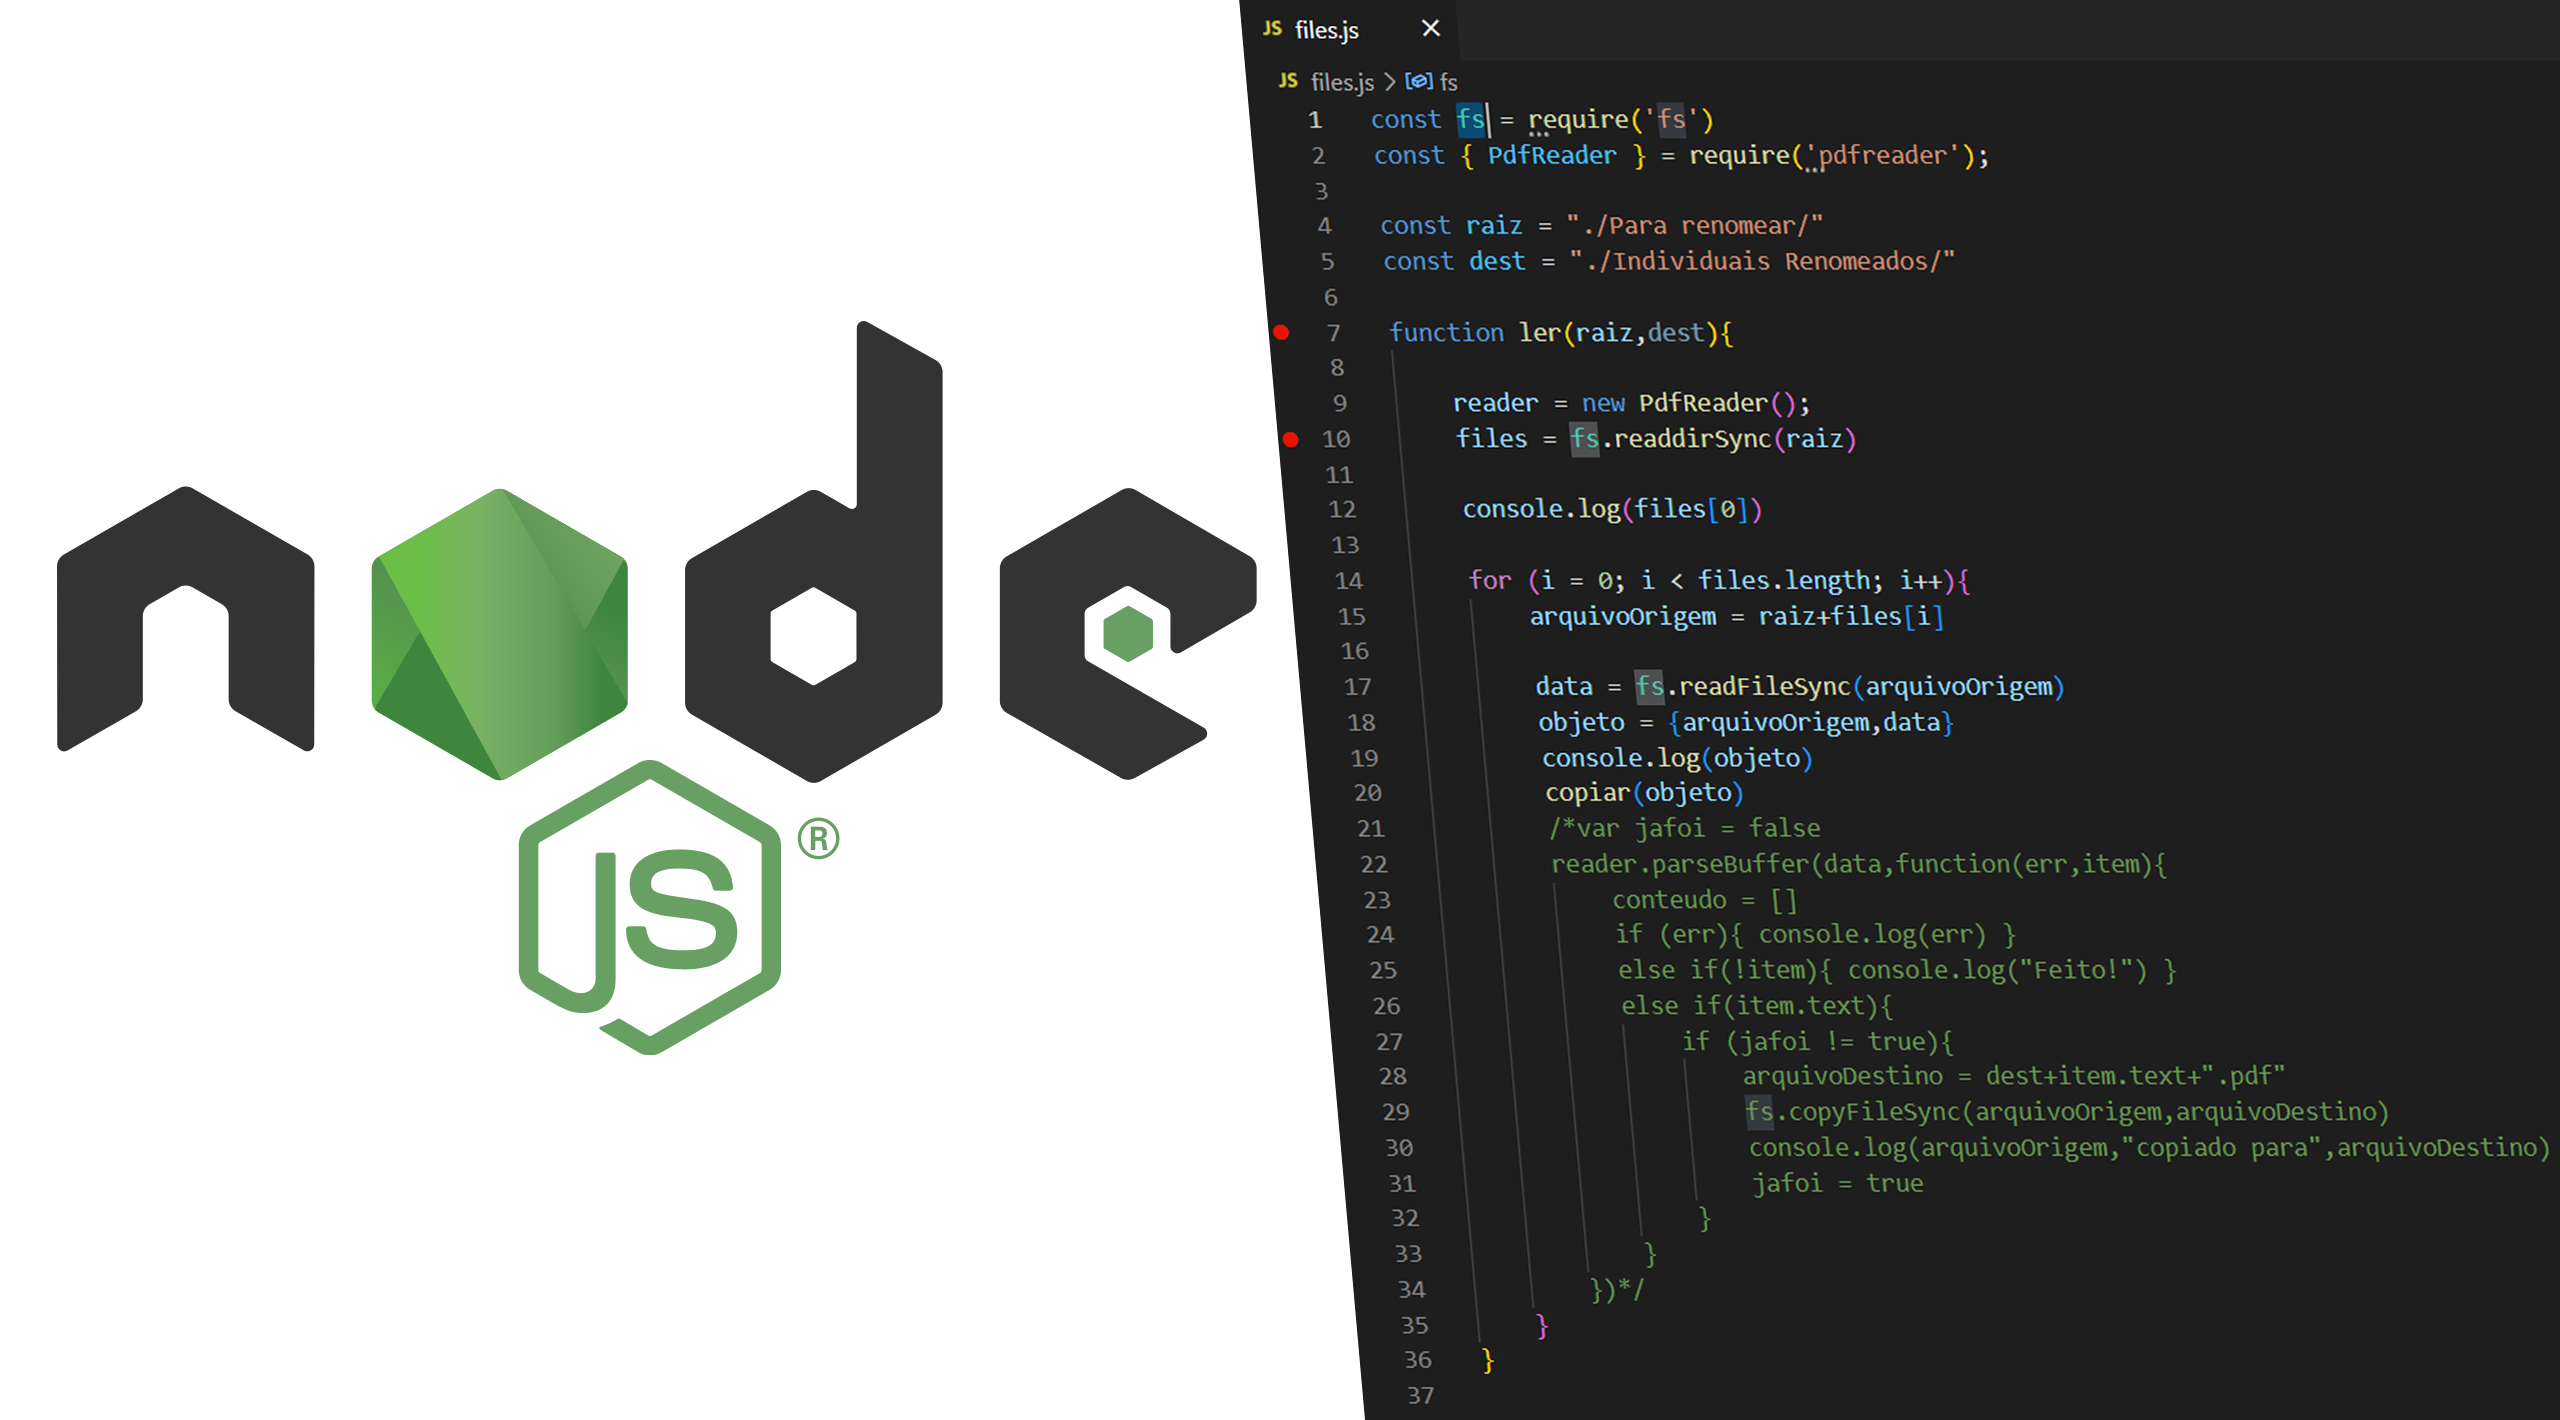 node
JS ®
JS files.js ×
JS files.js > fs
1 const fs = require('fs')
2 const { PdfReader } = require('pdfreader');
3
4 const raiz = "./Para renomear/"
5 const dest = "./Individuais Renomeados/"
6
7 function ler(raiz,dest){
8
9 reader = new PdfReader();
10 files = fs.readdirSync(raiz)
11
12 console.log(files[0])
13
14 for (i = 0; i < files.length; i++){
15 arquivoOrigem = raiz+files[i]
16
17 data = fs.readFileSync(arquivoOrigem)
18 objeto = {arquivoOrigem,data}
19 console.log(objeto)
20 copiar(objeto)
21 /*var jafoi = false
22 reader.parseBuffer(data,function(err,item){
23 conteudo = []
24 if (err){ console.log(err) }
25 else if(!item){ console.log("Feito!") }
26 else if(item.text){
27 if (jafoi != true){
28 arquivoDestino = dest+item.text+".pdf"
29 fs.copyFileSync(arquivoOrigem,arquivoDestino)
30 console.log(arquivoOrigem,"copiado para",arquivoDestino)
31 jafoi = true
32 }
33 }
34 })*/
35 }
36 }
37